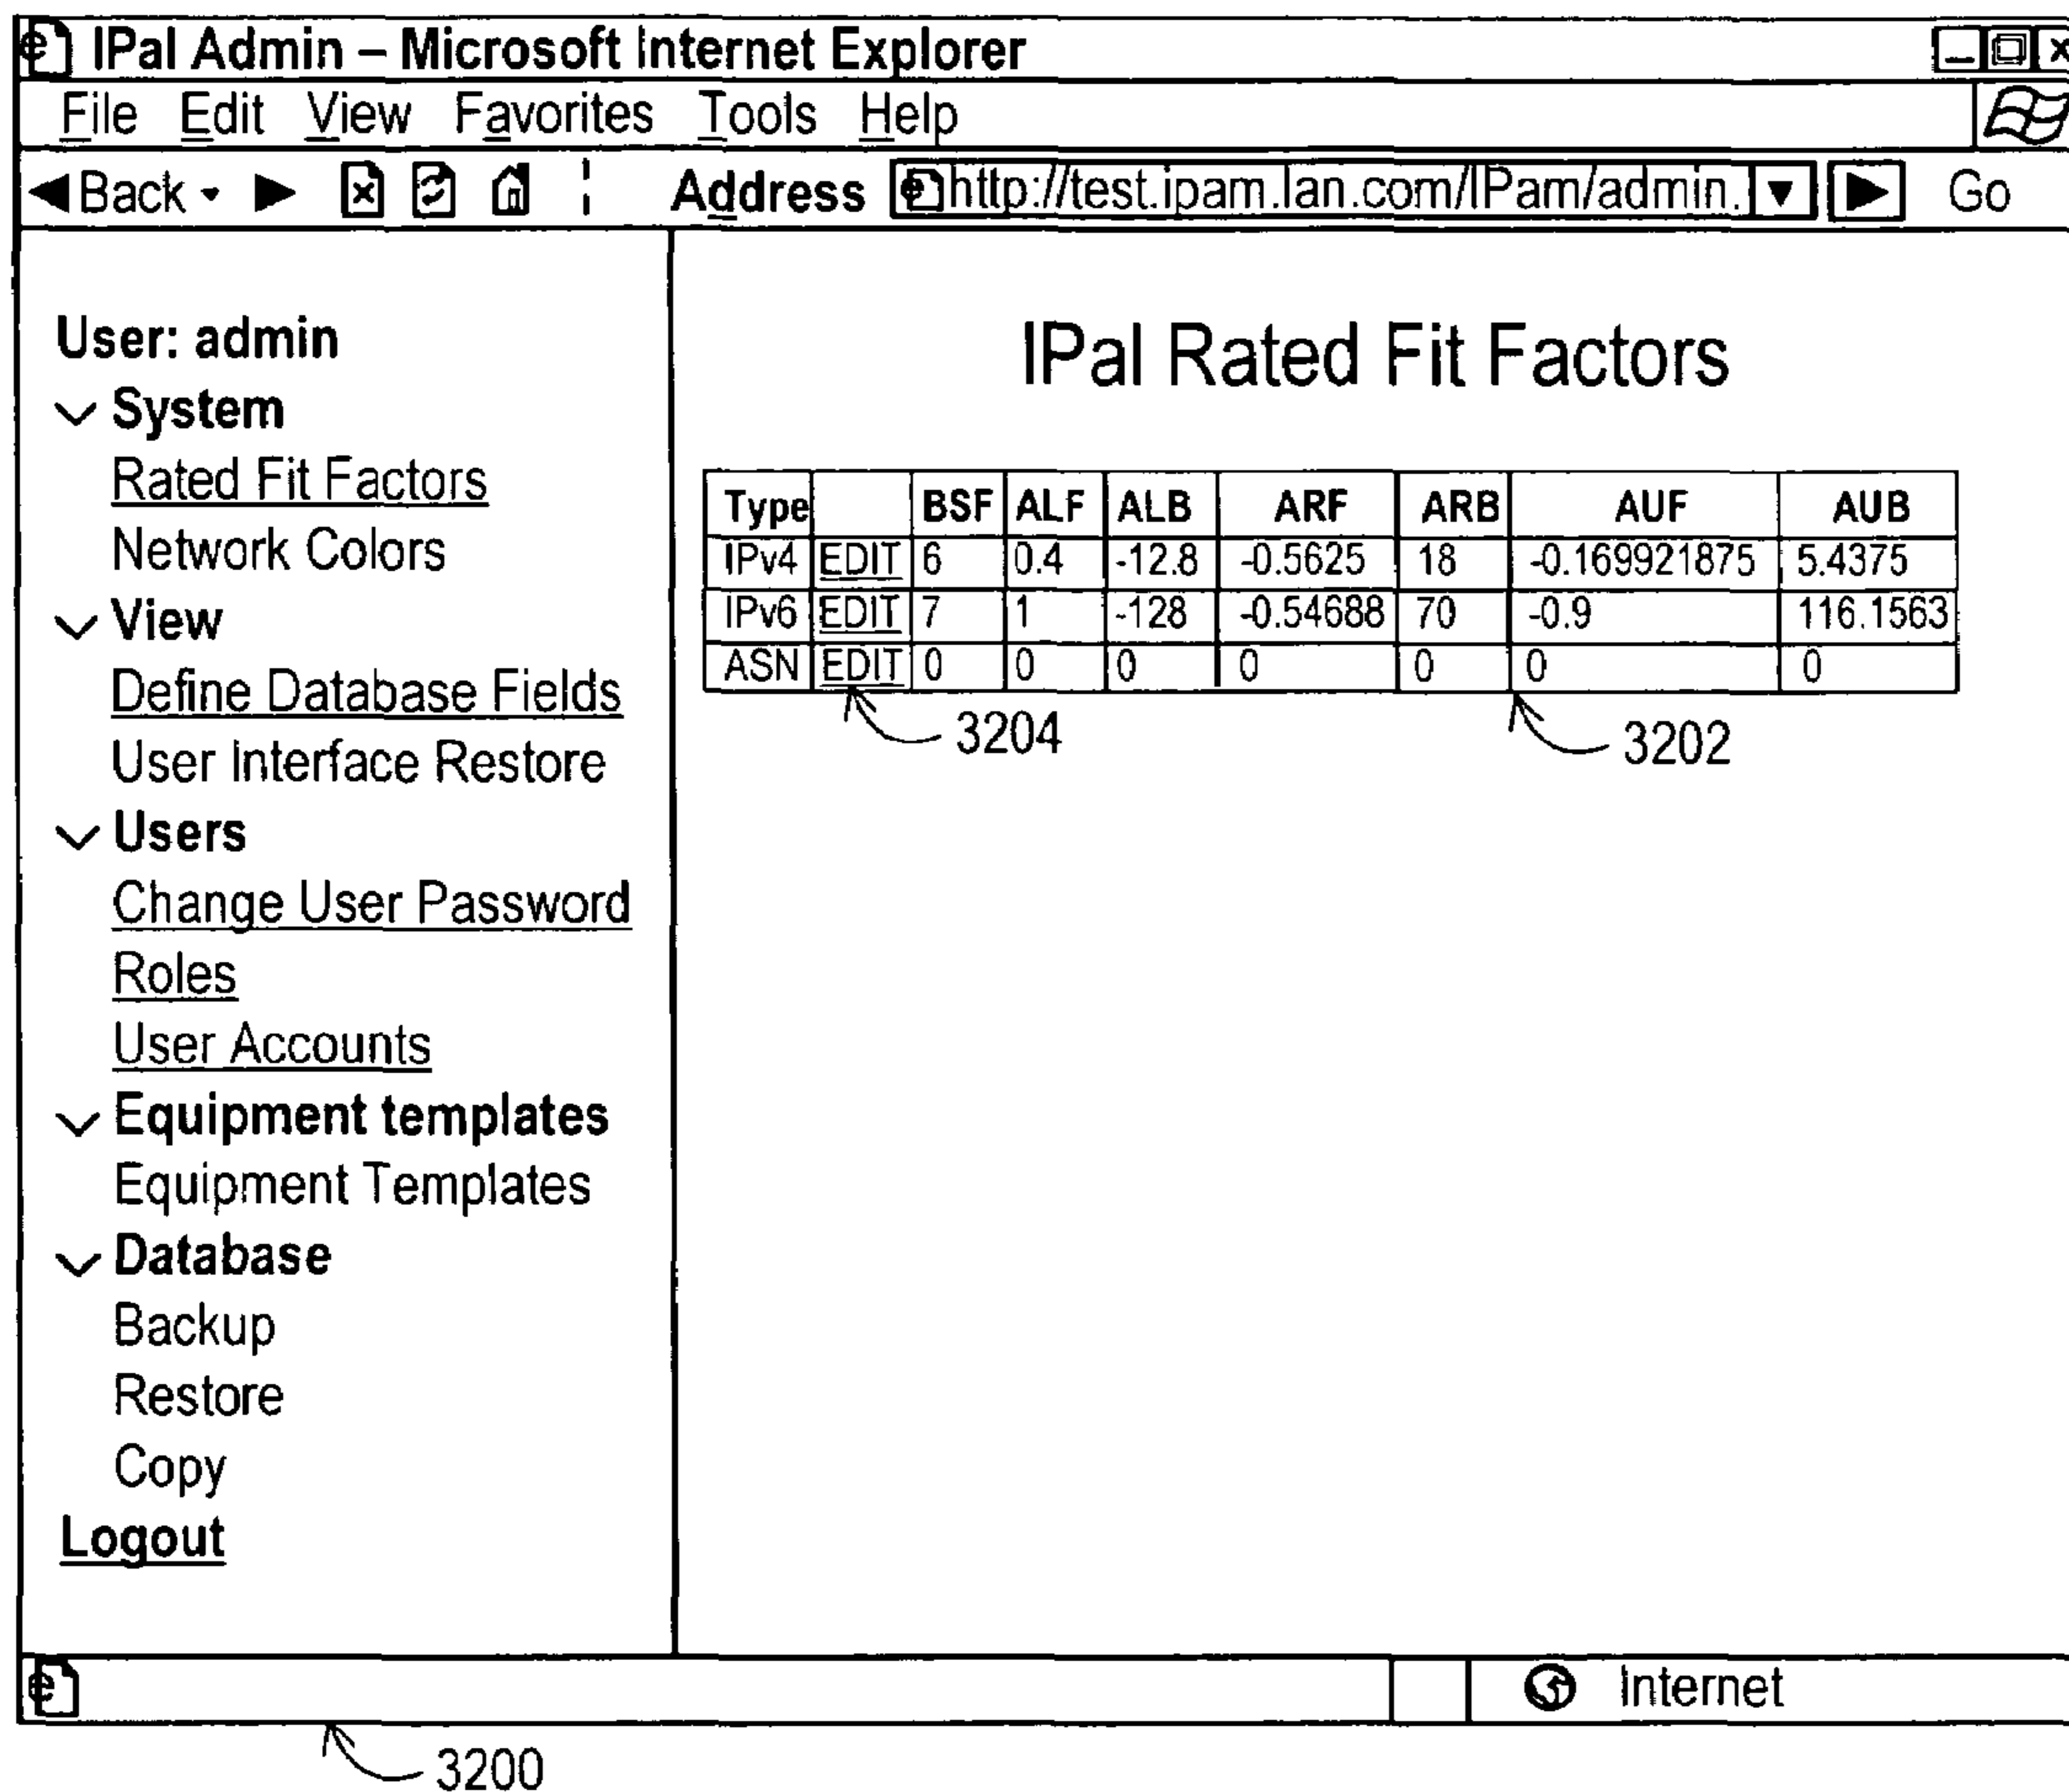 IPal Admin – Microsoft Internet Explorer
File Edit View Favorites Tools Help
Back Address http://test.ipam.lan.com/IPam/admin. Go
User: admin
System
Rated Fit Factors
Network Colors
View
Define Database Fields
User Interface Restore
Users
Change User Password
Roles
User Accounts
Equipment templates
Equipment Templates
Database
Backup
Restore
Copy
Logout
IPal Rated Fit Factors
Type BSF ALF ALB ARF ARB AUF AUB
IPv4 EDIT 6 0.4 -12.8 -0.5625 18 -0.169921875 5.4375
IPv6 EDIT 7 1 -128 -0.54688 70 -0.9 116.1563
ASN EDIT 0 0 0 0 0 0 0
3204 3202
Internet
3200